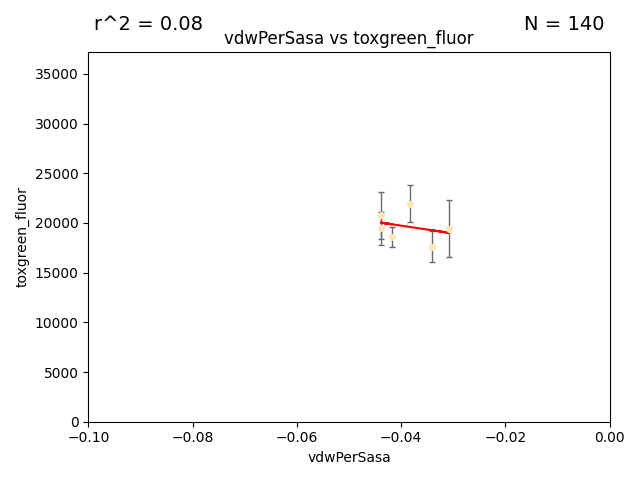 r^2 = 0.08
N = 140
vdwPerSasa vs toxgreen_fluor
35000
30000
25000
20000
15000
10000
5000
0
toxgreen_fluor
−0.10
−0.08
−0.06
−0.04
−0.02
0.00
vdwPerSasa